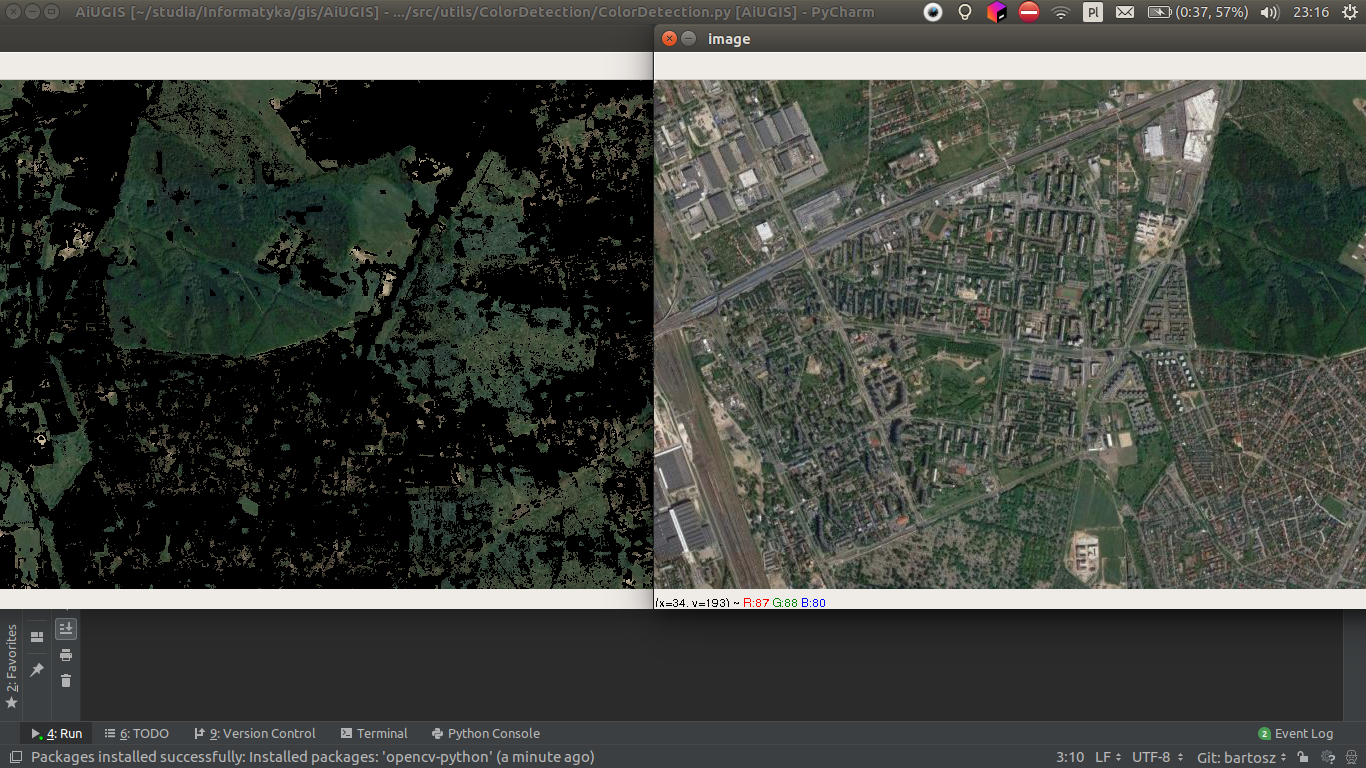 AiUGIS [~/studia/Informatyka/gis/AiUGIS] - .../src/utils/ColorDetection/ColorDetection.py [AiUGIS] - PyCharm
Pl
(0:37, 57%)
23:16
image
(x=34, y=193) ~ R:87 G:88 B:80
2: Favorites
4: Run
6: TODO
9: Version Control
Terminal
Python Console
2 Event Log
Packages installed successfully: Installed packages: 'opencv-python' (a minute ago)
3:10
LF
UTF-8
Git: bartosz